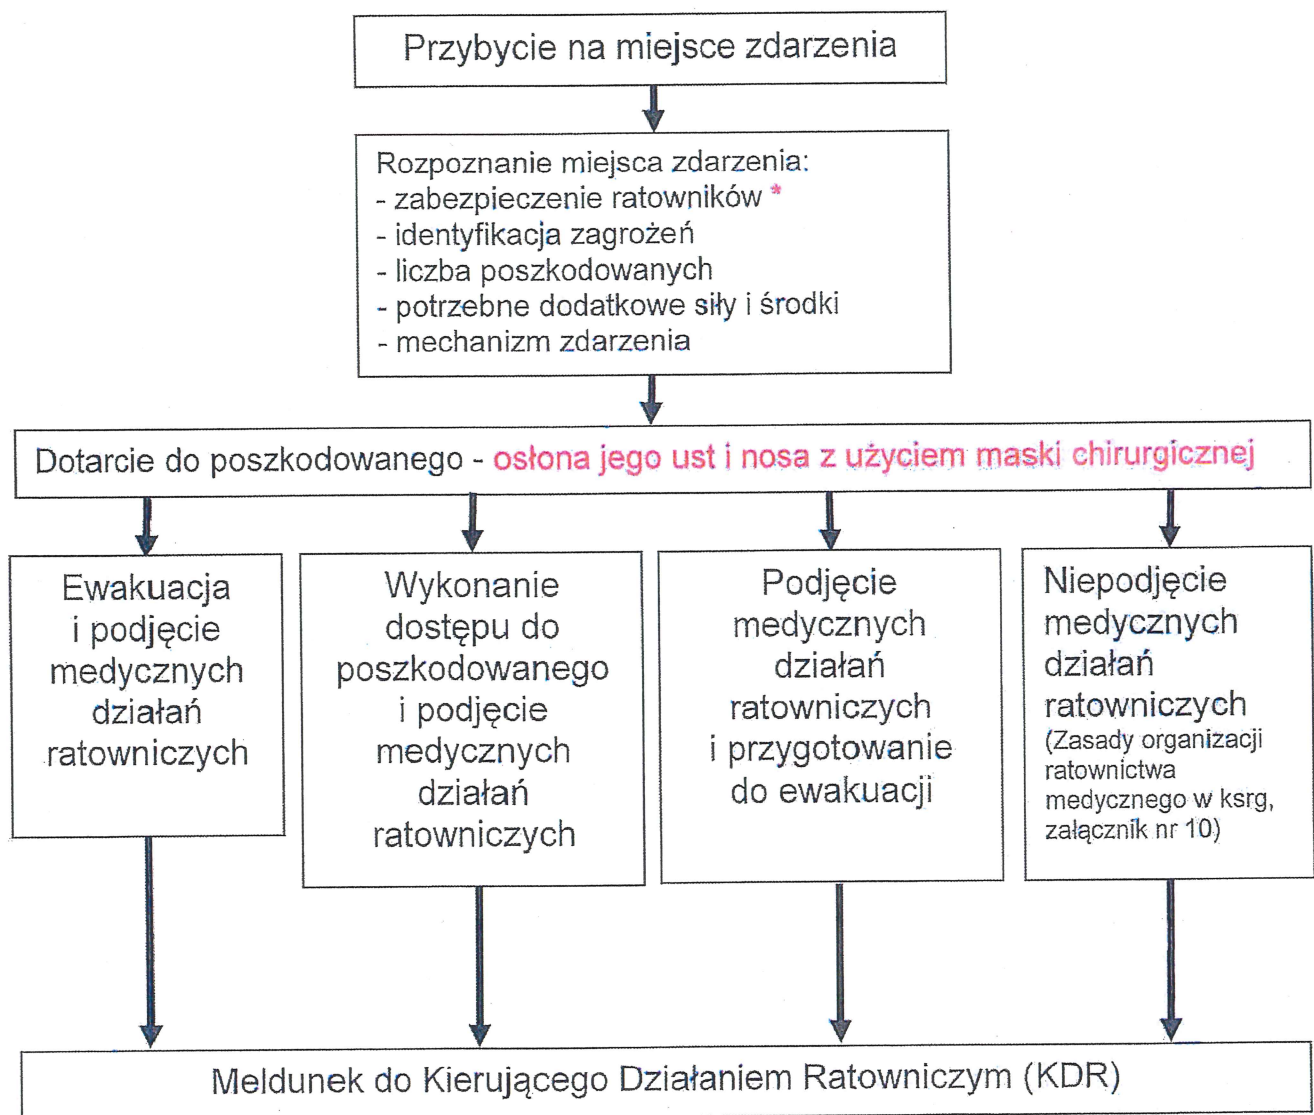 Przybycie na miejsce zdarzenia
Rozpoznanie miejsca zdarzenia:
- zabezpieczenie ratowników *
- identyfikacja zagrożeń
- liczba poszkodowanych
- potrzebne dodatkowe siły i środki
- mechanizm zdarzenia
Dotarcie do poszkodowanego - osłona jego ust i nosa z użyciem maski chirurgicznej
Ewakuacja
i podjęcie
medycznych
działań
ratowniczych
Wykonanie
dostępu do
poszkodowanego
i podjęcie
medycznych
działań
ratowniczych
Podjęcie
medycznych
działań
ratowniczych
i przygotowanie
do ewakuacji
Niepodjęcie
medycznych
działań
ratowniczych
(Zasady organizacji
ratownictwa
medycznego w ksrg,
załącznik nr 10)
Meldunek do Kierującego Działaniem Ratowniczym (KDR)